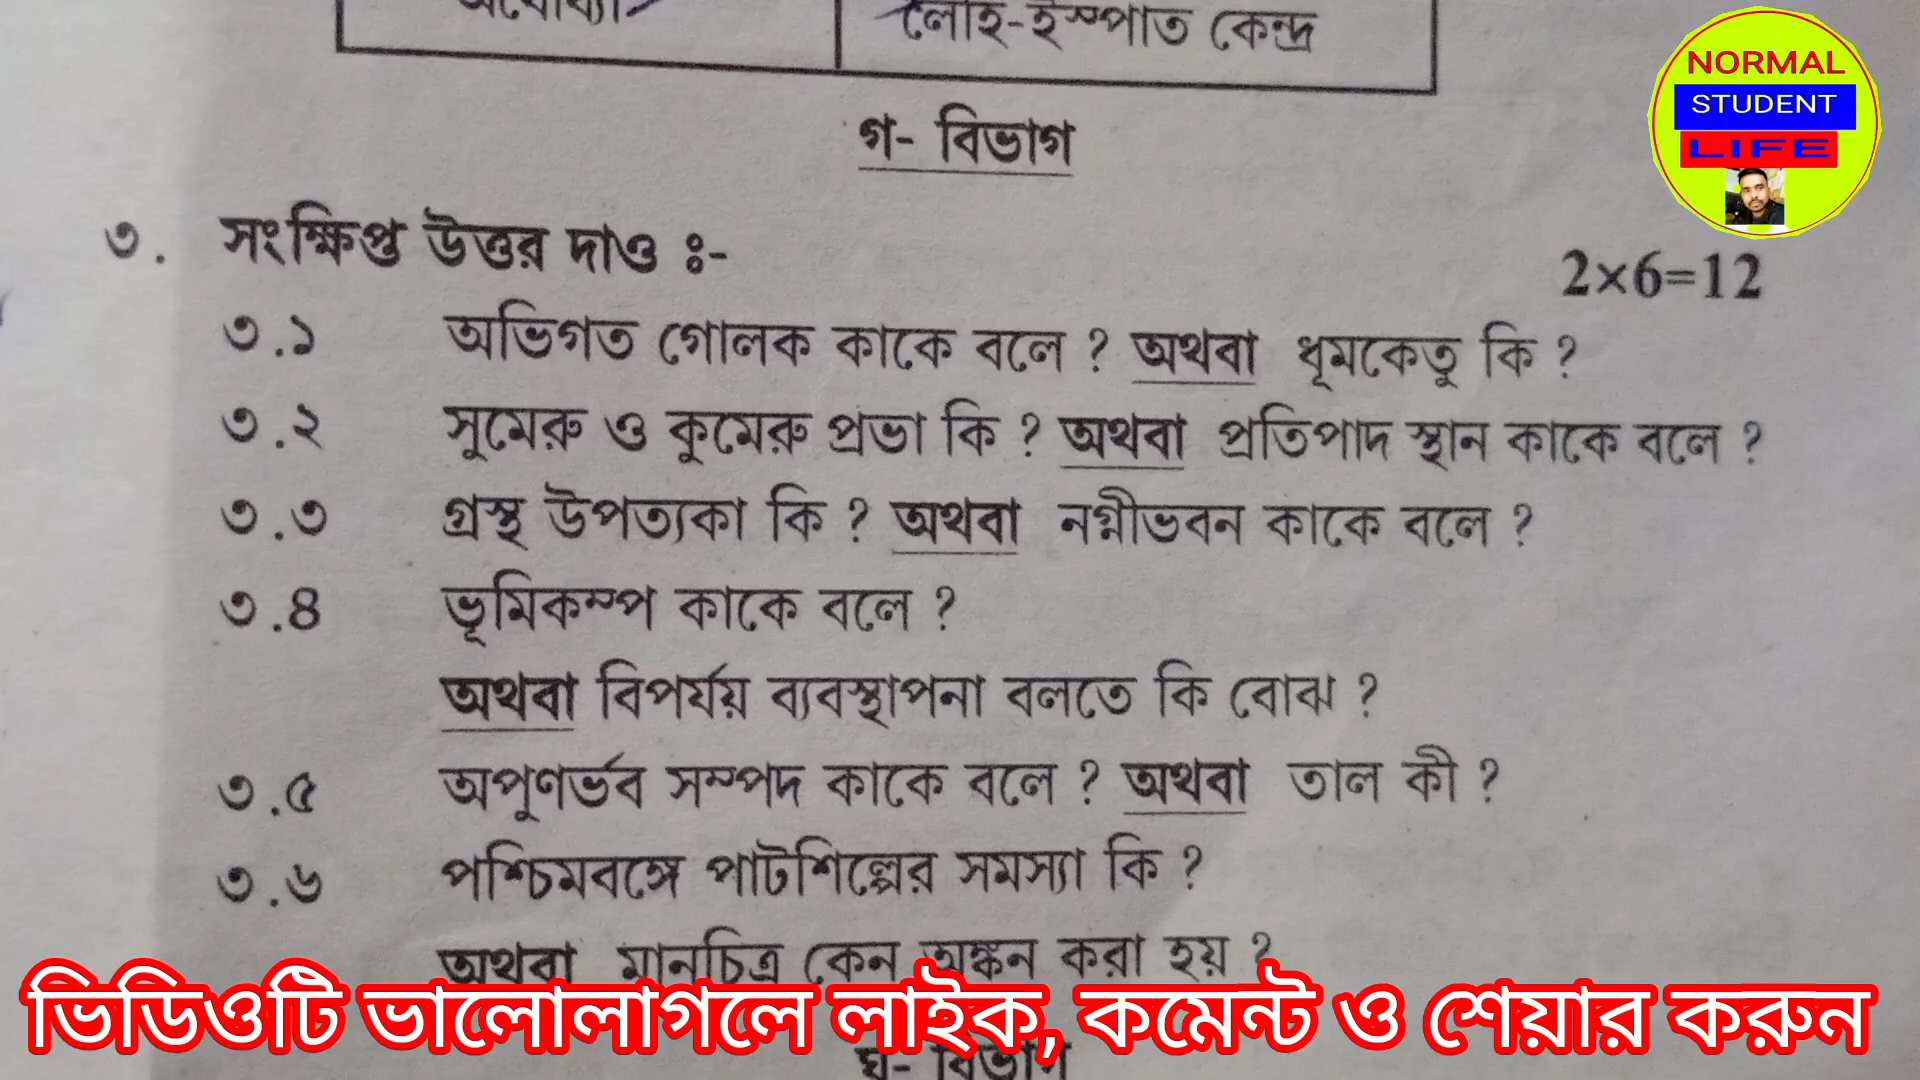 লৌহ-ইস্পাত কেন্দ্র
NORMAL
STUDENT
LIFE
গ- বিভাগ
৩. সংক্ষিপ্ত উত্তর দাও ঃ-
2×6=12
৩.১ অভিগত গোলক কাকে বলে ? অথবা ধূমকেতু কি ?
৩.২ সুমেরু ও কুমেরু প্রভা কি ? অথবা প্রতিপাদ স্থান কাকে বলে ?
৩.৩ গ্রস্থ উপত্যকা কি ? অথবা নগ্নীভবন কাকে বলে ?
৩.৪ ভূমিকম্প কাকে বলে ?
অথবা বিপর্যয় ব্যবস্থাপনা বলতে কি বোঝ ?
৩.৫ অপুণর্ভব সম্পদ কাকে বলে ? অথবা তাল কী ?
৩.৬ পশ্চিমবঙ্গে পাটশিল্পের সমস্যা কি ?
অথবা মানচিত্র কেন অঙ্কন করা হয় ?
ভিডিওটি ভালোলাগলে লাইক, কমেন্ট ও শেয়ার করুন
ঘ- বিভাগ